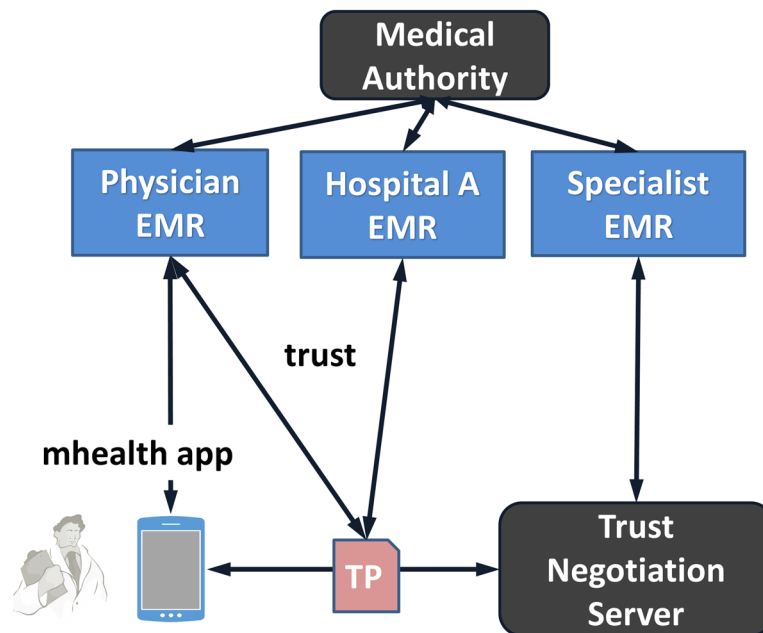 Medical
Authority
Physician
EMR
Hospital A
EMR
Specialist
EMR
trust
mhealth app
TP
Trust
Negotiation
Server